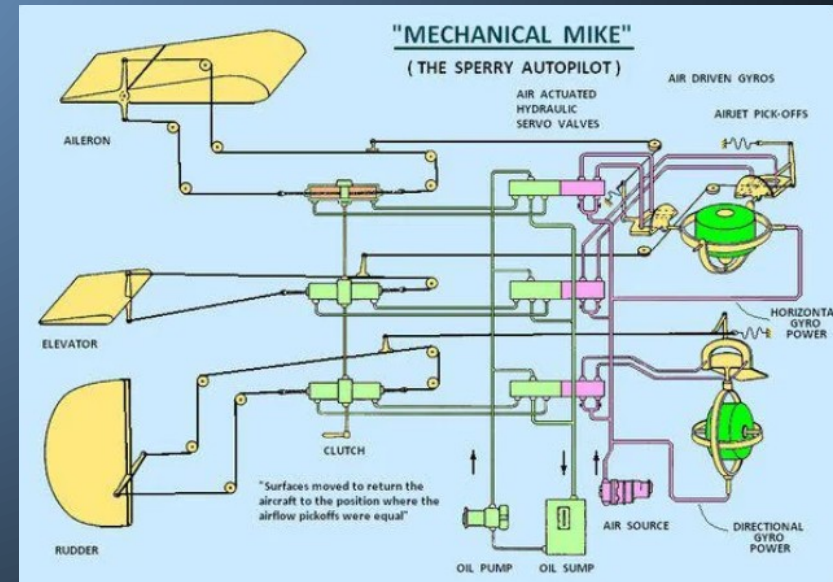 "MECHANICAL MIKE"
( THE SPERRY AUTOPILOT )
AIR DRIVEN GYROS
AIR ACTUATED
HYDRAULIC
SERVO VALVES
AIRJET PICK-OFFS
AILERON
HORIZONTA
GYRO
POWER
ELEVATOR
CLUTCH
"Surfaces moved to return the
aircraft to the position where the
airflow pickoffs were equal"
AIR SOURCE
DIRECTIONAL
GYRO
POWER
RUDDER
OIL PUMP
OIL SUMP